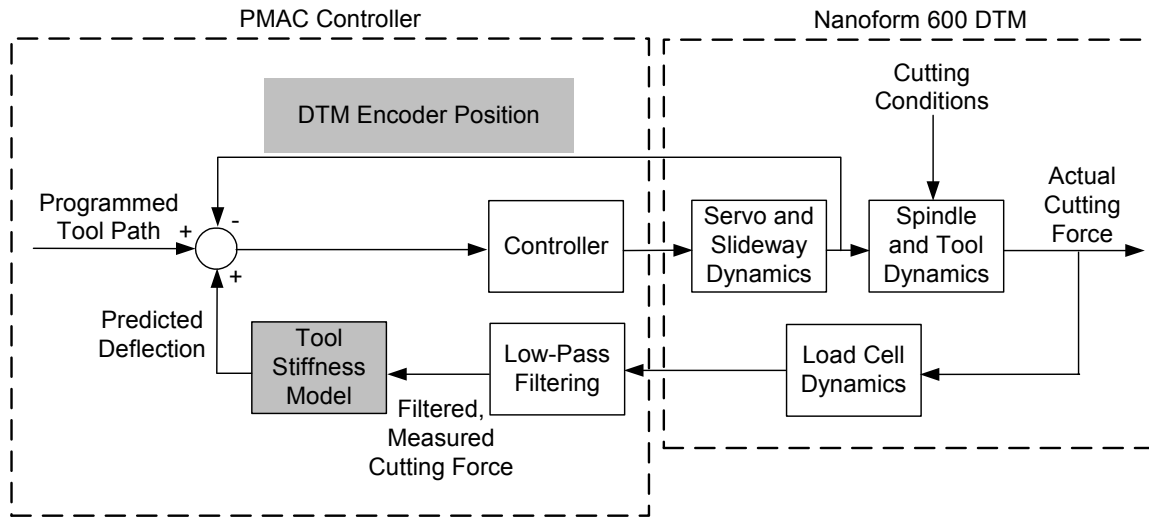 PMAC Controller
Nanoform 600 DTM
DTM Encoder Position
Cutting
Conditions
Programmed
Tool Path
+
-
+
Controller
Servo and
Slideway
Dynamics
Spindle
and Tool
Dynamics
Actual
Cutting
Force
Predicted
Deflection
Tool
Stiffness
Model
Filtered,
Measured
Cutting Force
Low-Pass
Filtering
Load Cell
Dynamics